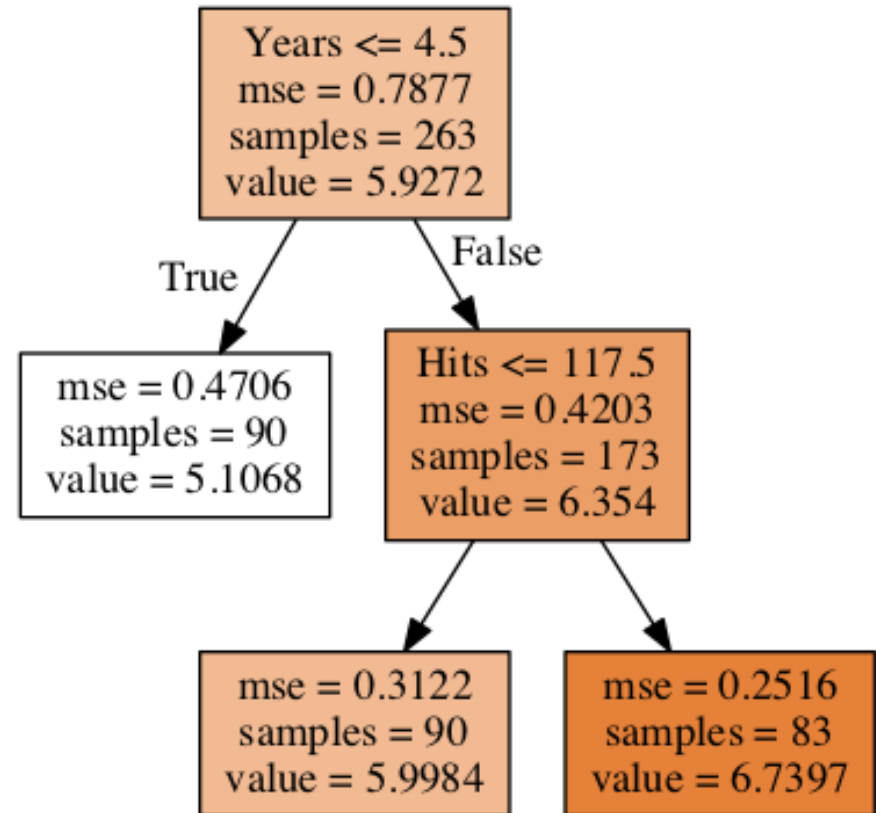 Years <= 4.5
mse = 0.7877
samples = 263
value = 5.9272
True
False
mse = 0.4706
samples = 90
value = 5.1068
Hits <= 117.5
mse = 0.4203
samples = 173
value = 6.354
mse = 0.3122
samples = 90
value = 5.9984
mse = 0.2516
samples = 83
value = 6.7397